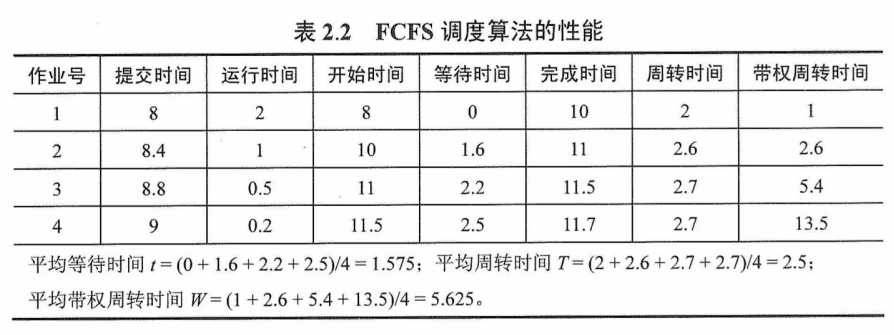 表 2.2 FCFS 调度算法的性能
作业号 提交时间 运行时间 开始时间 等待时间 完成时间 周转时间 带权周转时间
1 8 2 8 0 10 2 1
2 8.4 1 10 1.6 11 2.6 2.6
3 8.8 0.5 11 2.2 11.5 2.7 5.4
4 9 0.2 11.5 2.5 11.7 2.7 13.5
平均等待时间 t = (0 + 1.6 + 2.2 + 2.5)/4 = 1.575；平均周转时间 T = (2 + 2.6 + 2.7 + 2.7)/4 = 2.5；
平均带权周转时间 W = (1 + 2.6 + 5.4 + 13.5)/4 = 5.625。